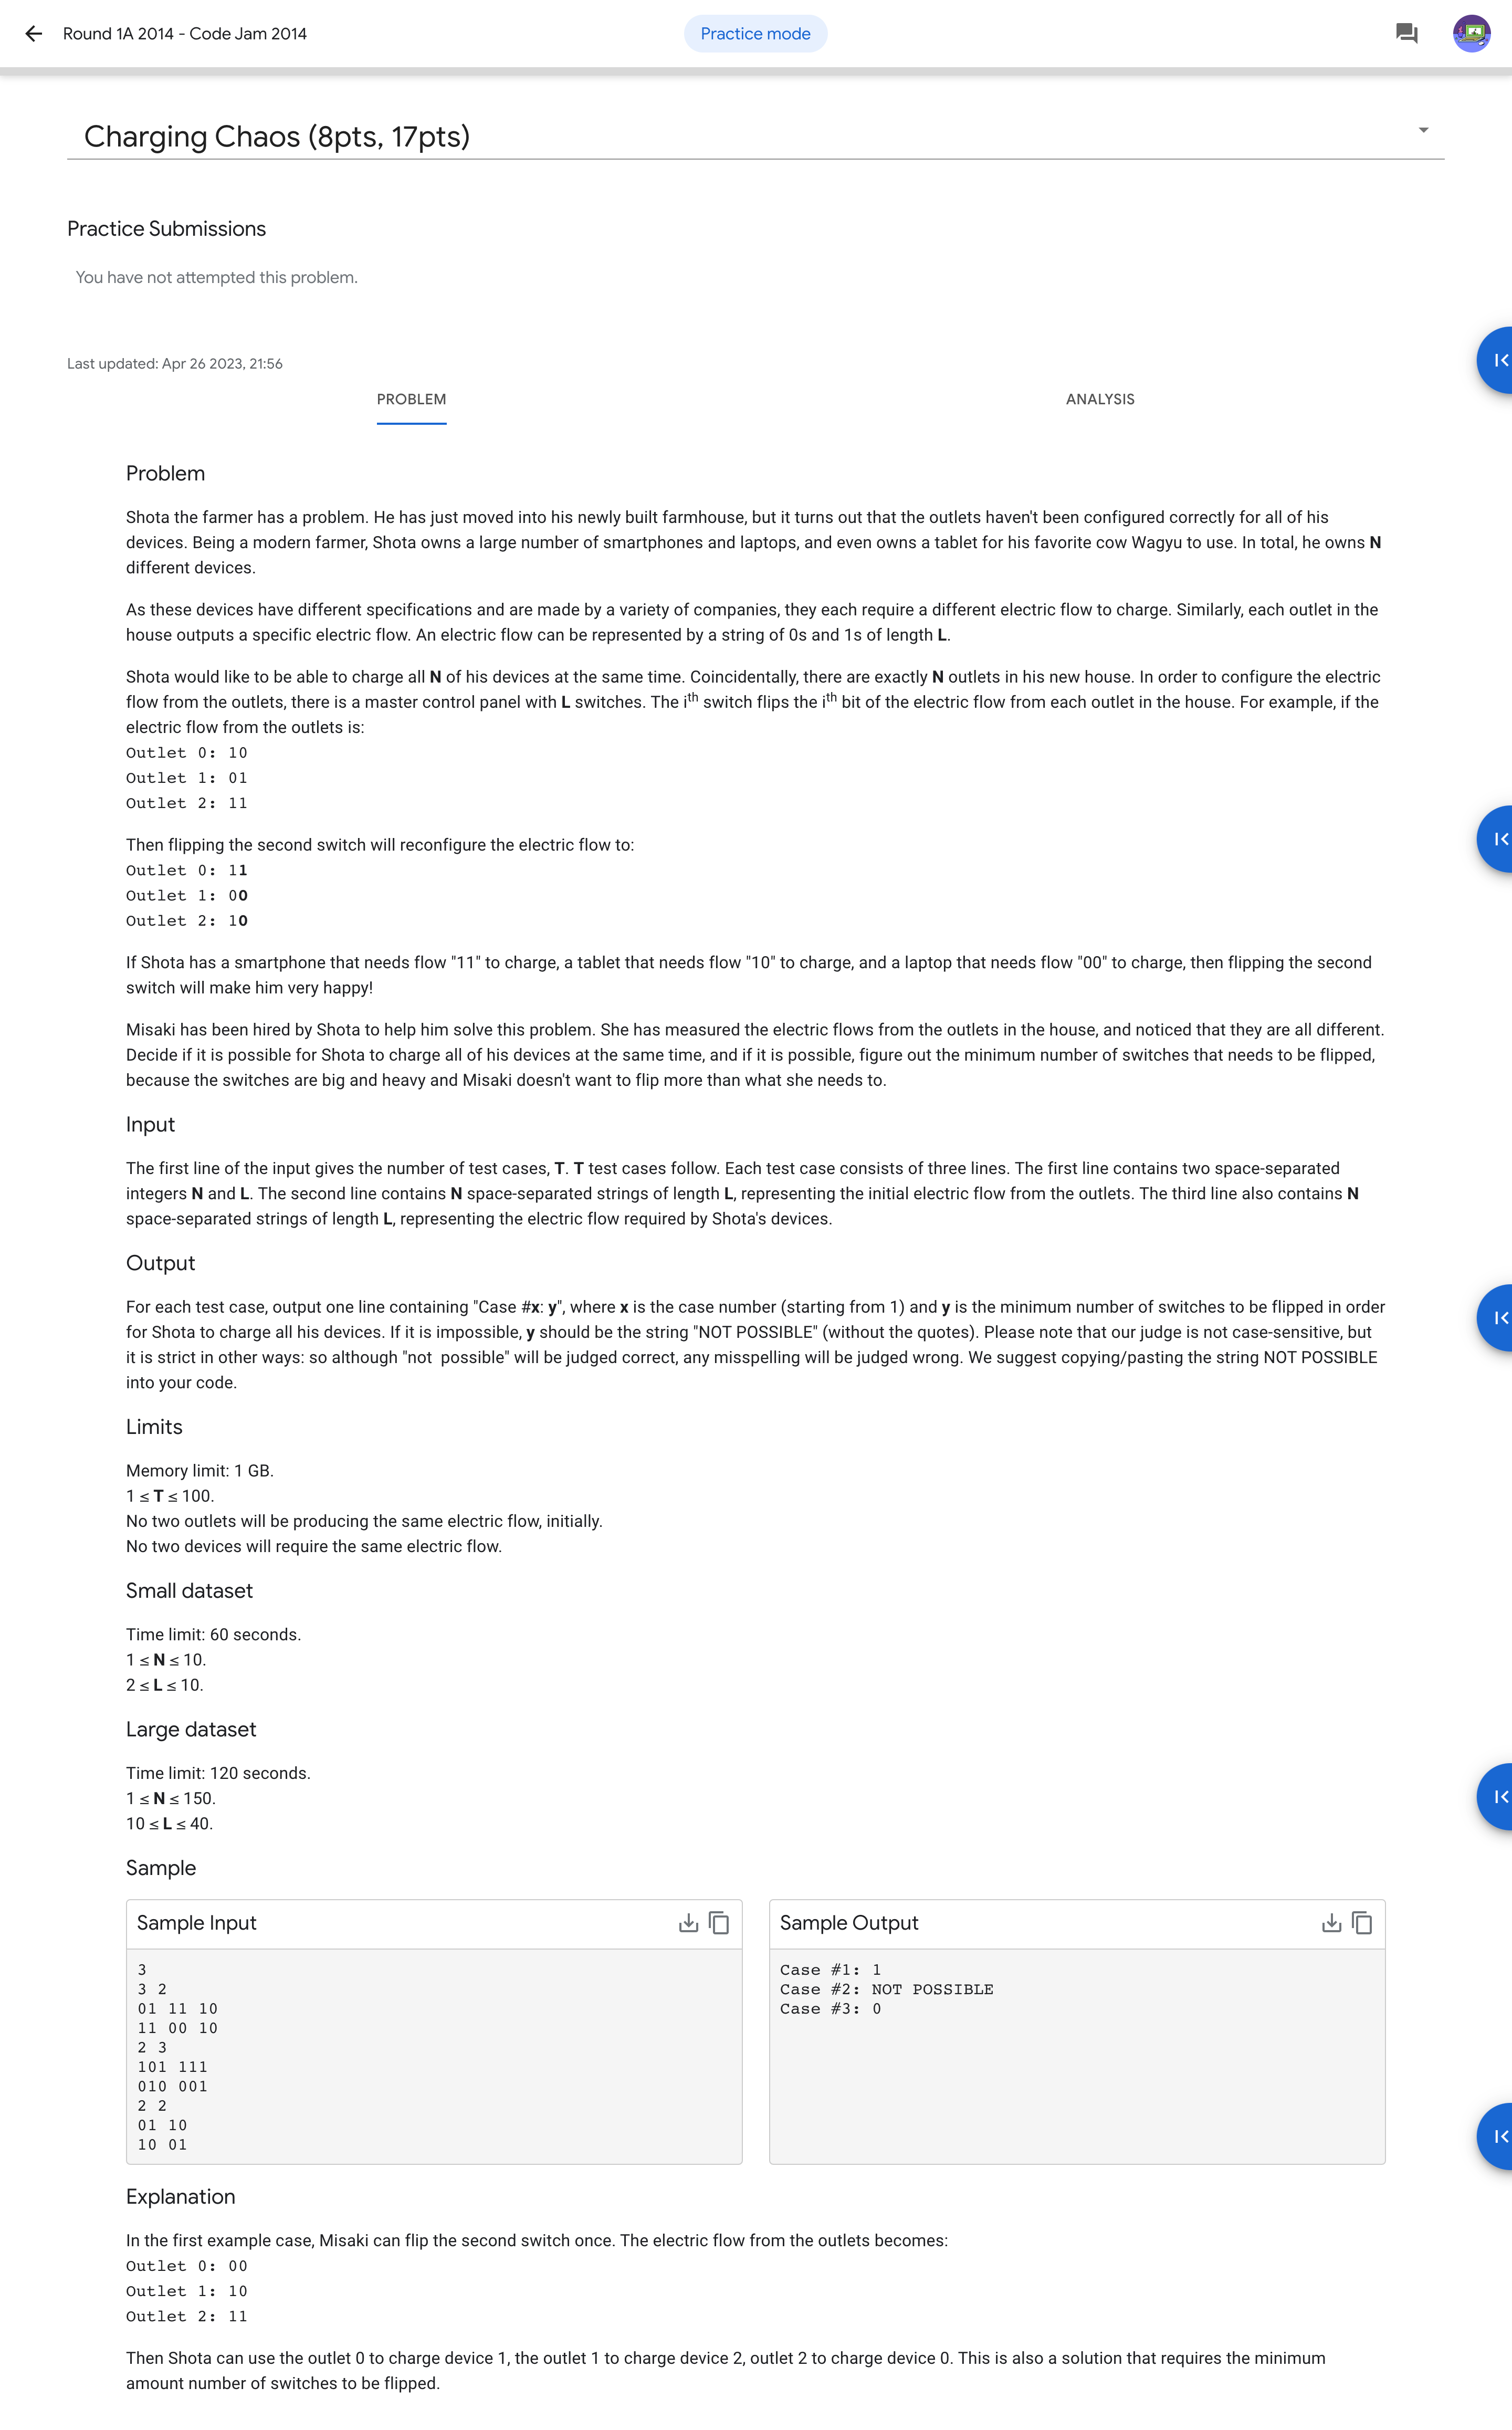 Round 1A 2014 - Code Jam 2014
Practice mode
Charging Chaos (8pts, 17pts)
Practice Submissions
You have not attempted this problem.
Last updated: Apr 26 2023, 21:56
PROBLEM
ANALYSIS
Problem
Shota the farmer has a problem. He has just moved into his newly built farmhouse, but it turns out that the outlets haven't been configured correctly for all of his
devices. Being a modern farmer, Shota owns a large number of smartphones and laptops, and even owns a tablet for his favorite cow Wagyu to use. In total, he owns N
different devices.
As these devices have different specifications and are made by a variety of companies, they each require a different electric flow to charge. Similarly, each outlet in the
house outputs a specific electric flow. An electric flow can be represented by a string of 0s and 1s of length L.
Shota would like to be able to charge all N of his devices at the same time. Coincidentally, there are exactly N outlets in his new house. In order to configure the electric
flow from the outlets, there is a master control panel with L switches. The ith switch flips the ith bit of the electric flow from each outlet in the house. For example, if the
electric flow from the outlets is:
Outlet 0: 10
Outlet 1: 01
Outlet 2: 11
Then flipping the second switch will reconfigure the electric flow to:
Outlet 0: 11
Outlet 1: 00
Outlet 2: 10
If Shota has a smartphone that needs flow "11" to charge, a tablet that needs flow "10" to charge, and a laptop that needs flow "00" to charge, then flipping the second
switch will make him very happy!
Misaki has been hired by Shota to help him solve this problem. She has measured the electric flows from the outlets in the house, and noticed that they are all different.
Decide if it is possible for Shota to charge all of his devices at the same time, and if it is possible, figure out the minimum number of switches that needs to be flipped,
because the switches are big and heavy and Misaki doesn't want to flip more than what she needs to.
Input
The first line of the input gives the number of test cases, T. T test cases follow. Each test case consists of three lines. The first line contains two space-separated
integers N and L. The second line contains N space-separated strings of length L, representing the initial electric flow from the outlets. The third line also contains N
space-separated strings of length L, representing the electric flow required by Shota's devices.
Output
For each test case, output one line containing "Case #x: y", where x is the case number (starting from 1) and y is the minimum number of switches to be flipped in order
for Shota to charge all his devices. If it is impossible, y should be the string "NOT POSSIBLE" (without the quotes). Please note that our judge is not case-sensitive, but
it is strict in other ways: so although "not  possible" will be judged correct, any misspelling will be judged wrong. We suggest copying/pasting the string NOT POSSIBLE
into your code.
Limits
Memory limit: 1 GB.
1 ≤ T ≤ 100.
No two outlets will be producing the same electric flow, initially.
No two devices will require the same electric flow.
Small dataset
Time limit: 60 seconds.
1 ≤ N ≤ 10.
2 ≤ L ≤ 10.
Large dataset
Time limit: 120 seconds.
1 ≤ N ≤ 150.
10 ≤ L ≤ 40.
Sample
Sample Input
3
3 2
01 11 10
11 00 10
2 3
101 111
010 001
2 2
01 10
10 01
Sample Output
Case #1: 1
Case #2: NOT POSSIBLE
Case #3: 0
Explanation
In the first example case, Misaki can flip the second switch once. The electric flow from the outlets becomes:
Outlet 0: 00
Outlet 1: 10
Outlet 2: 11
Then Shota can use the outlet 0 to charge device 1, the outlet 1 to charge device 2, outlet 2 to charge device 0. This is also a solution that requires the minimum
amount number of switches to be flipped.